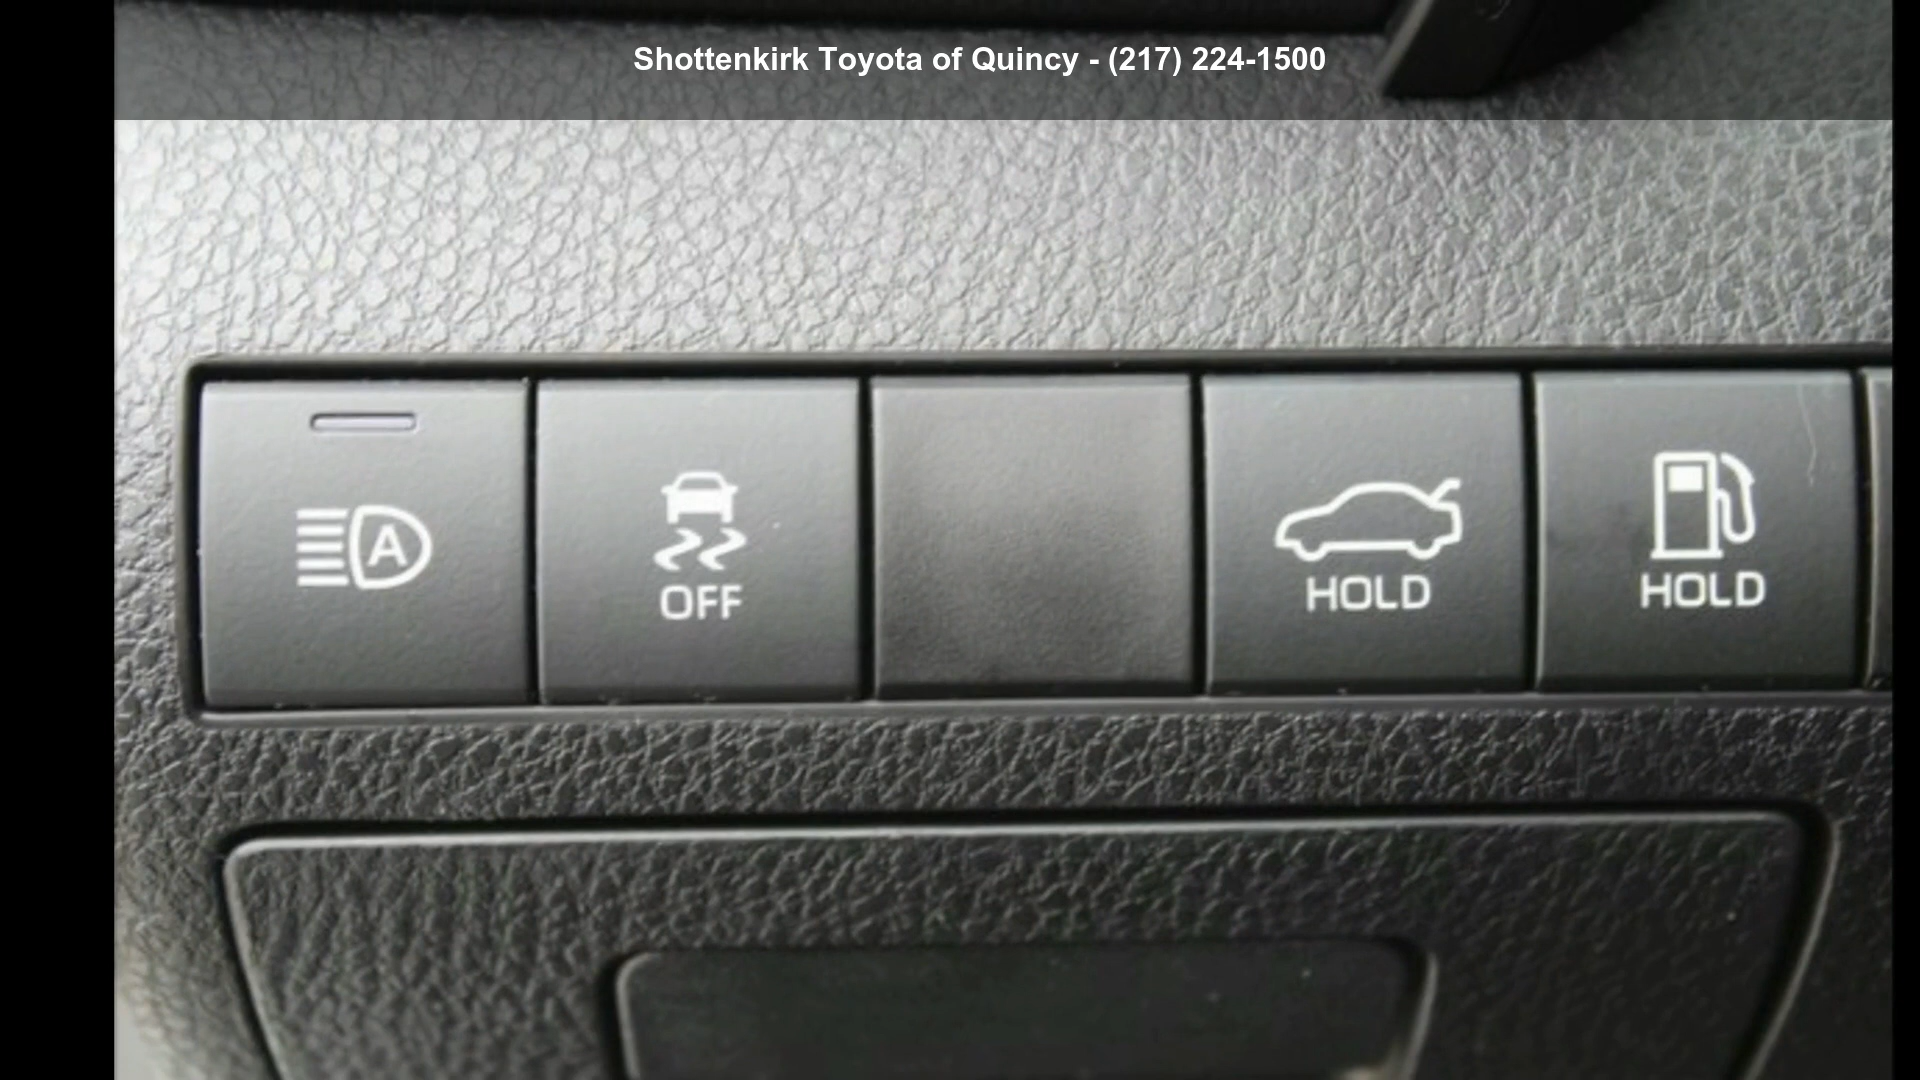 Shottenkirk Toyota of Quincy - (217) 224-1500
A
OFF
HOLD
HOLD